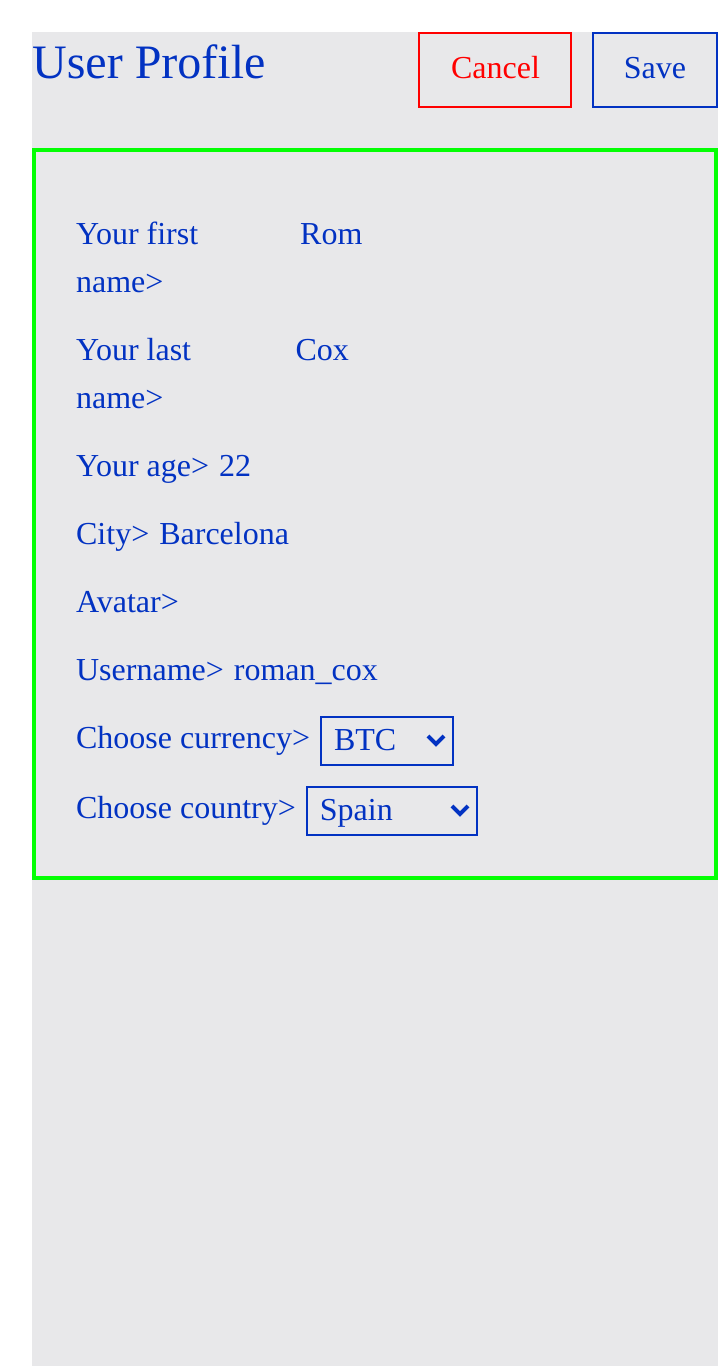 User Profile
Cancel
Save
Your first name>
Rom
Your last name>
Cox
Your age> 22
City> Barcelona
Avatar>
Username> roman_cox
Choose currency> BTC
Choose country> Spain